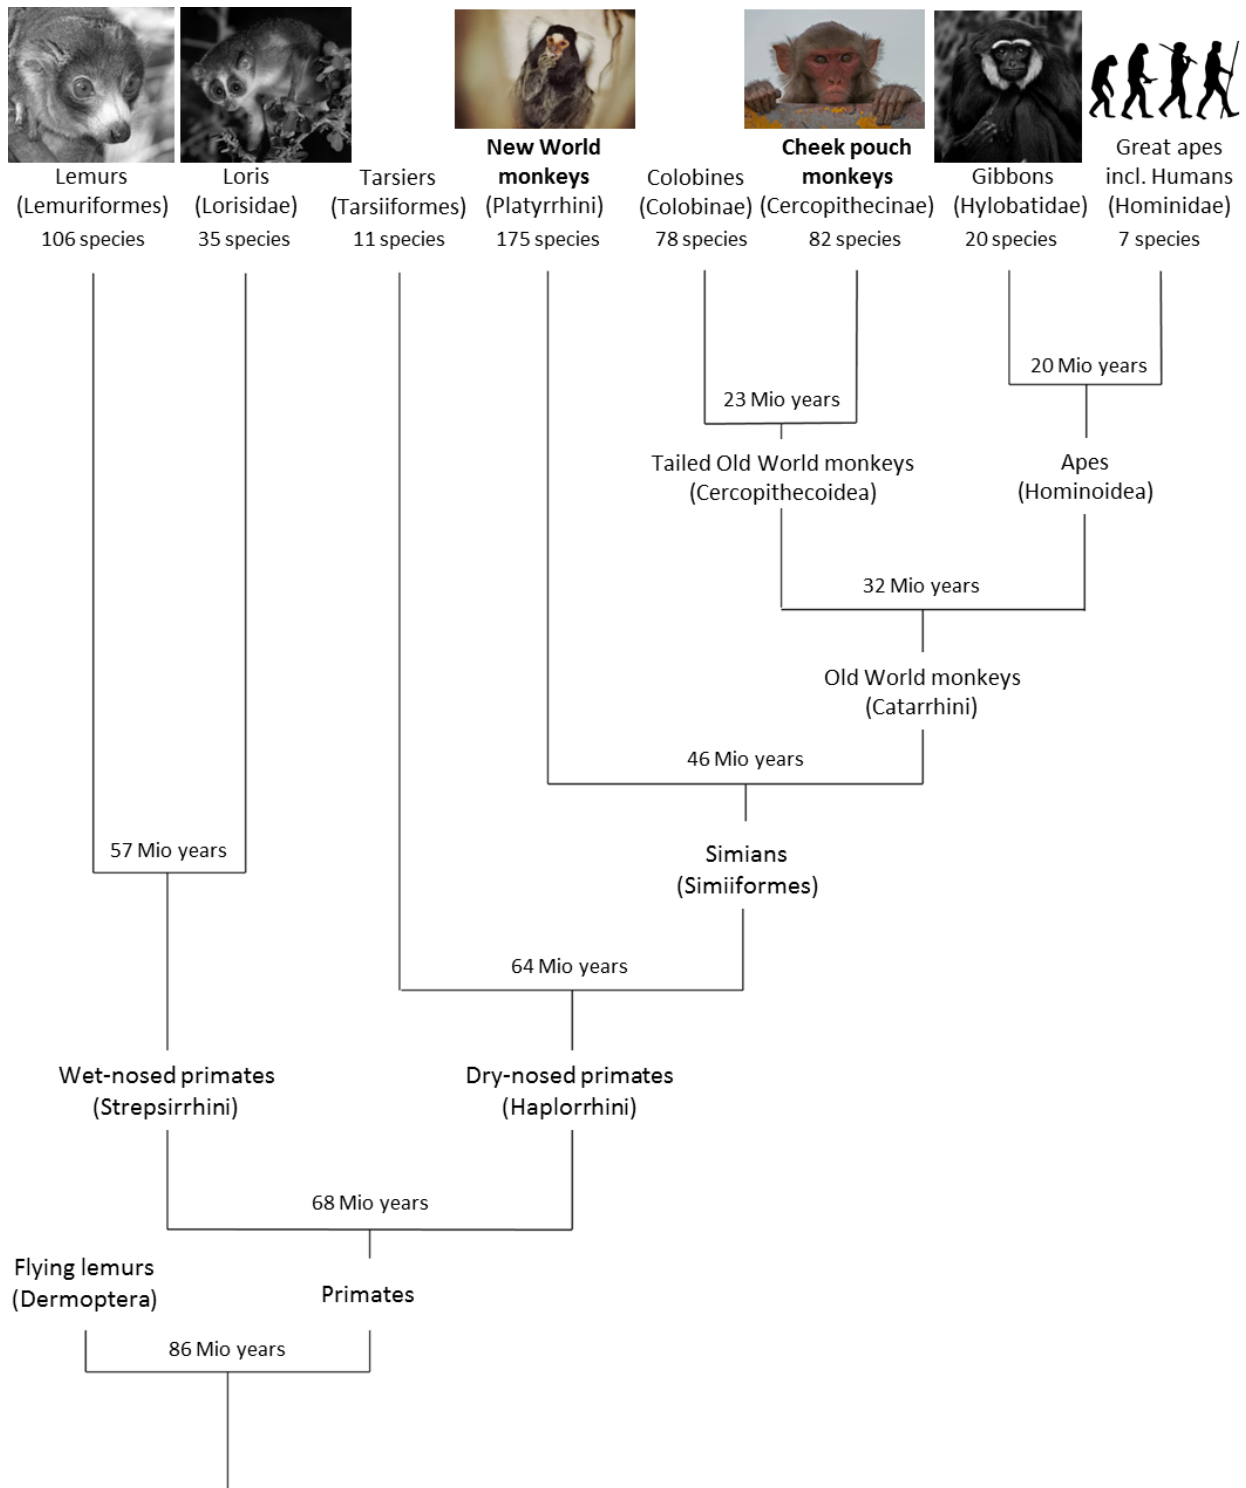 Lemurs
(Lemuriformes)
106 species
Loris
(Lorisidae)
35 species
Tarsiers
(Tarsiiformes)
11 species
New World
monkeys
(Platyrrhini)
175 species
Colobines
(Colobinae)
78 species
Cheek pouch
monkeys
(Cercopithecinae)
82 species
Gibbons
(Hylobatidae)
20 species
Great apes
incl. Humans
(Hominidae)
7 species
20 Mio years
23 Mio years
Tailed Old World monkeys
(Cercopithecoidea)
Apes
(Hominoidea)
32 Mio years
Old World monkeys
(Catarrhini)
46 Mio years
57 Mio years
Simians
(Simiiformes)
64 Mio years
Wet-nosed primates
(Strepsirrhini)
Dry-nosed primates
(Haplorrhini)
68 Mio years
Flying lemurs
(Dermoptera)
Primates
86 Mio years